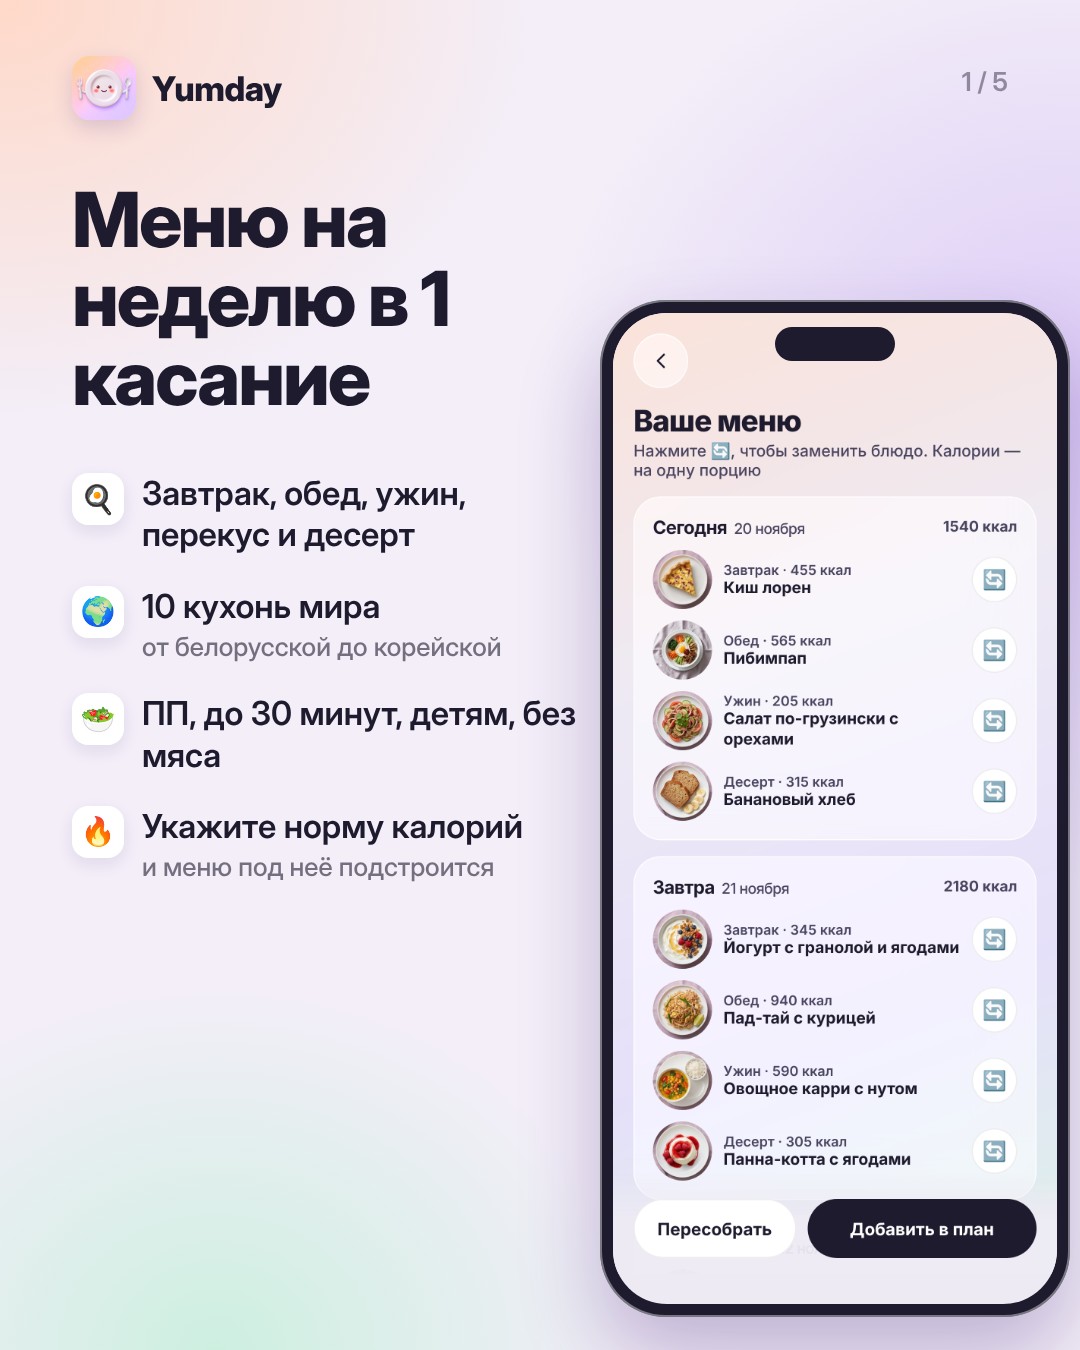 Yumday
1 / 5
Меню на
неделю в 1
касание
Завтрак, обед, ужин,
перекус и десерт
10 кухонь мира
от белорусской до корейской
ПП, до 30 минут, детям, без
мяса
Укажите норму калорий
и меню под неё подстроится
Ваше меню
Нажмите 🔄, чтобы заменить блюдо. Калории —
на одну порцию
Сегодня 20 ноября 1540 ккал
Завтрак · 455 ккал
Киш лорен
Обед · 565 ккал
Пибимпап
Ужин · 205 ккал
Салат по-грузински с
орехами
Десерт · 315 ккал
Банановый хлеб
Завтра 21 ноября 2180 ккал
Завтрак · 345 ккал
Йогурт с гранолой и ягодами
Обед · 940 ккал
Пад-тай с курицей
Ужин · 590 ккал
Овощное карри с нутом
Десерт · 305 ккал
Панна-котта с ягодами
Пересобрать
Добавить в план